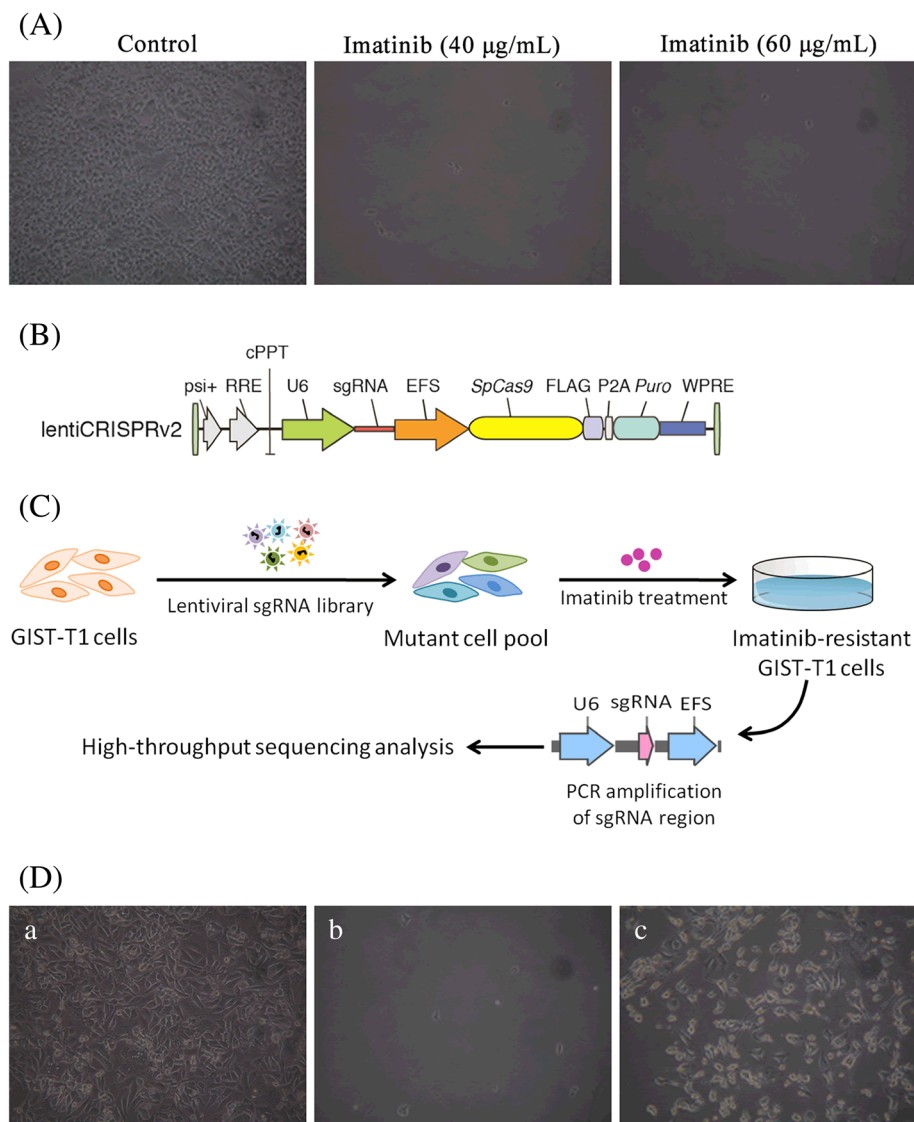 (A)
Control
Imatinib (40 μg/mL)
Imatinib (60 μg/mL)
(B)
cPPT
psi+ RRE U6 sgRNA EFS SpCas9 FLAG P2A Puro WPRE
lentiCRISPRv2
(C)
Lentiviral sgRNA library
Imatinib treatment
GIST-T1 cells
Mutant cell pool
Imatinib-resistant
GIST-T1 cells
U6 sgRNA EFS
High-throughput sequencing analysis
PCR amplification
of sgRNA region
(D)
a
b
c